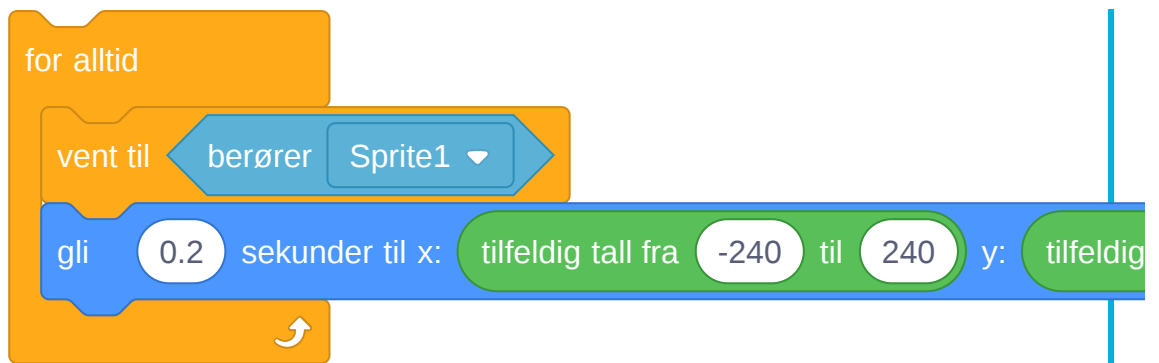 for alltid
vent til berører Sprite1
gli 0.2 sekunder til x: tilfeldig tall fra -240 til 240 y: tilfeldig